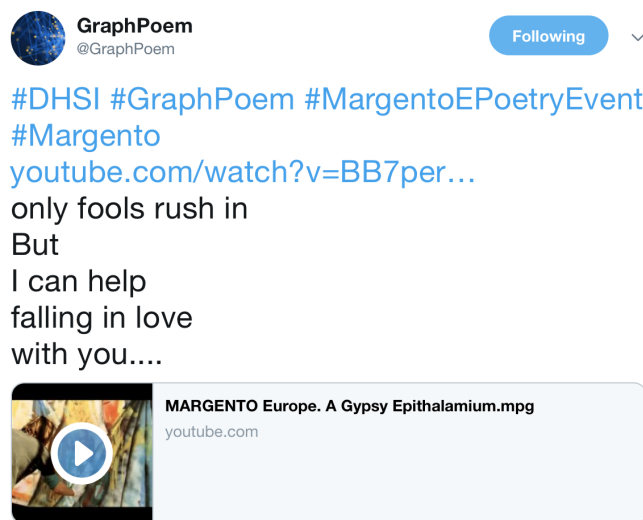 GraphPoem
@GraphPoem
Following
#DHSI #GraphPoem #MargentoEPoetryEvent
#Margento
youtube.com/watch?v=BB7per…
only fools rush in
But
I can help
falling in love
with you....
MARGENTO Europe. A Gypsy Epithalamium.mpg
youtube.com